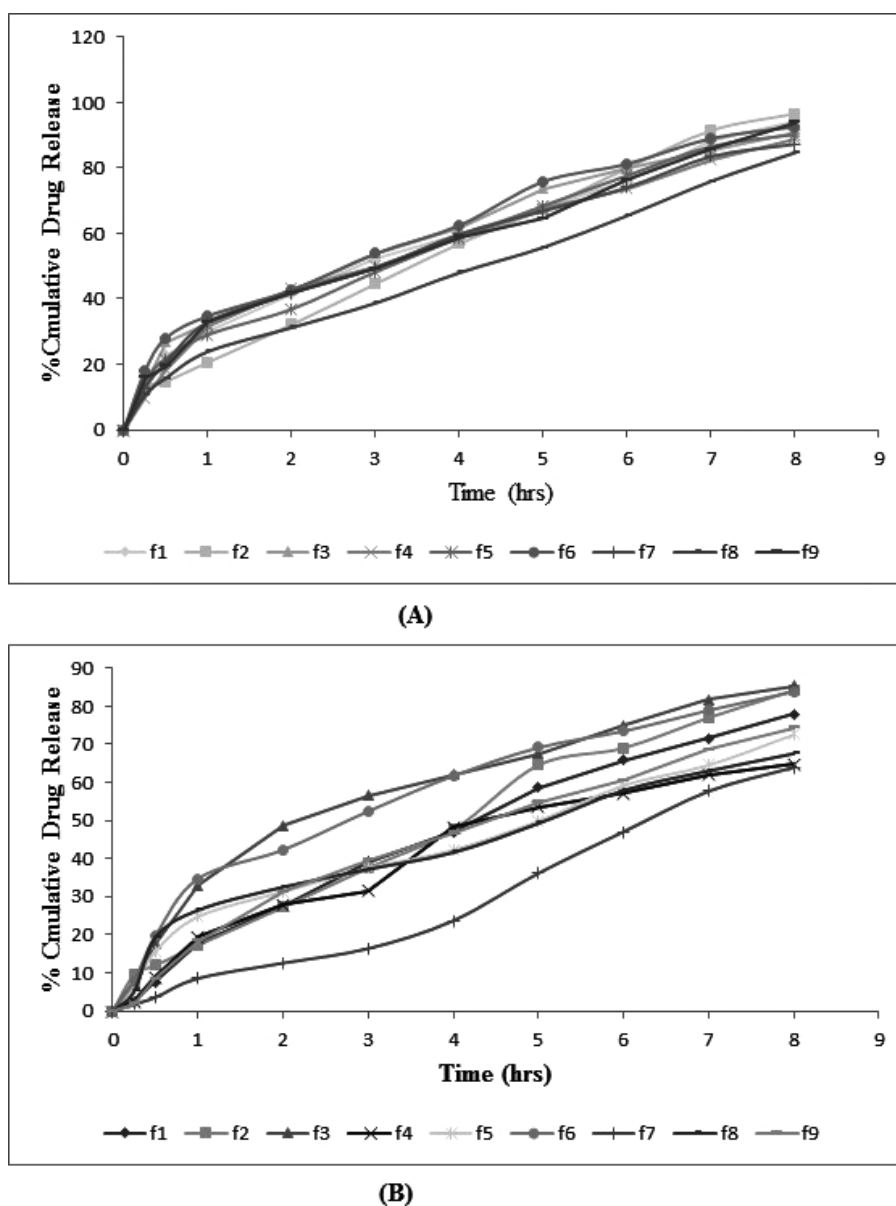 120
100
80
60
40
20
0
%Cmulative Drug Release
0 1 2 3 4 5 6 7 8 9
Time (hrs)
f1 f2 f3 f4 f5 f6 f7 f8 f9
(A)
90
80
70
60
50
40
30
20
10
0
% Cmulative Drug Release
0 1 2 3 4 5 6 7 8 9
Time (hrs)
f1 f2 f3 f4 f5 f6 f7 f8 f9
(B)